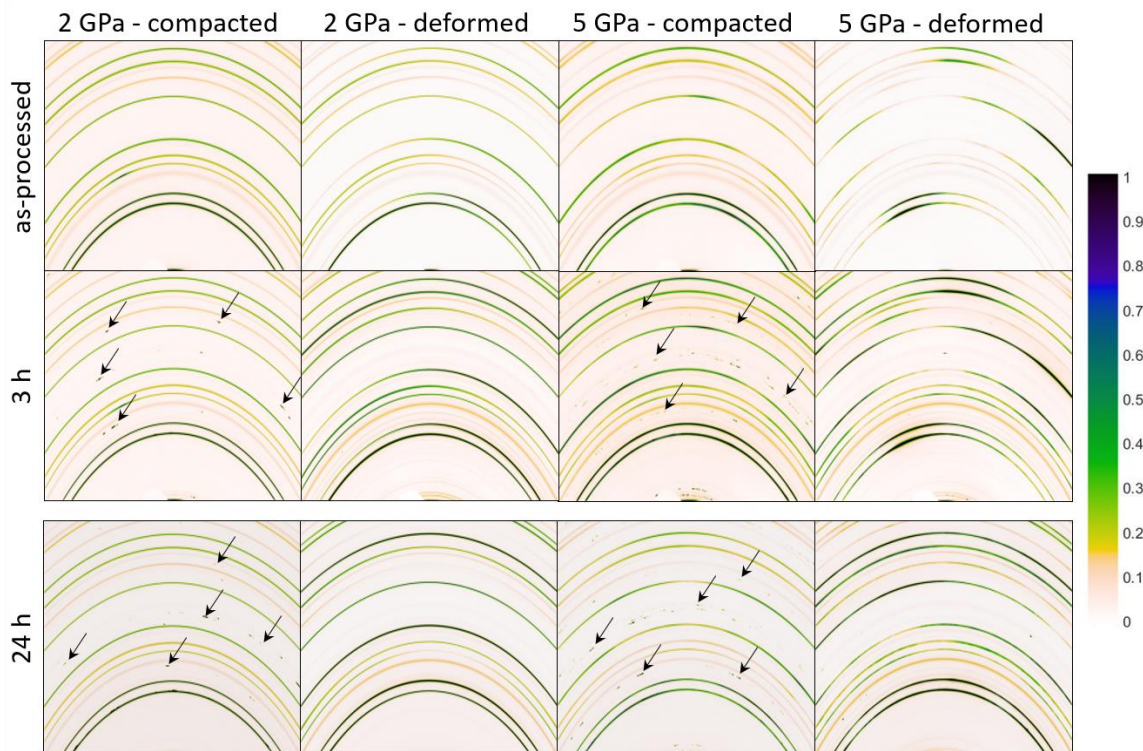 2 GPa - compacted 2 GPa - deformed 5 GPa - compacted 5 GPa - deformed
as-processed
3 h
24 h
1
0.9
0.8
0.7
0.6
0.5
0.4
0.3
0.2
0.1
0